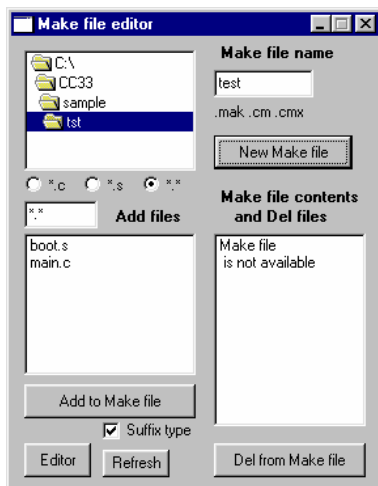 Make file editor
C:\
CC33
sample
tst
*.c *.s *.*
*.*
Add files
boot.s
main.c
Add to Make file
Suffix type
Editor
Refresh
Make file name
test
.mak .cm .cmx
New Make file
Make file contents
and Del files
Make file
is not available
Del from Make file